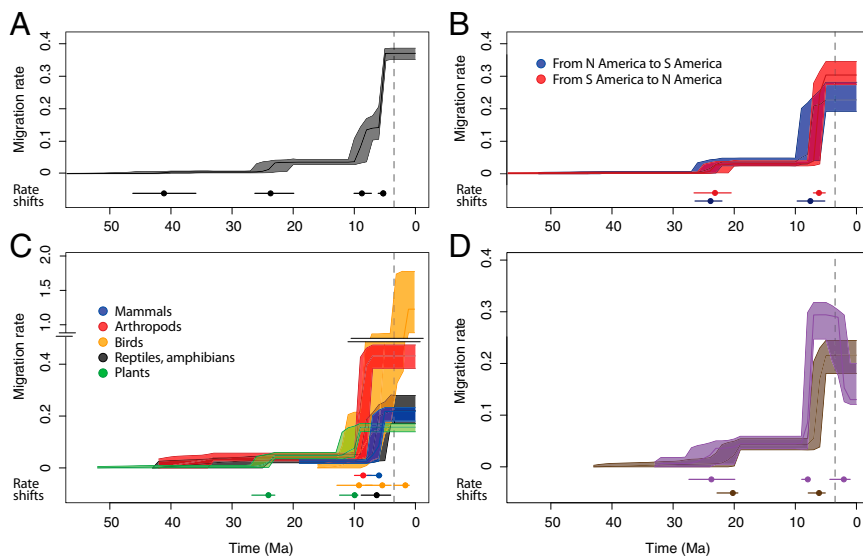 A
Migration rate
0.4
0.3
0.2
0.1
0
Rate
shifts
50 40 30 20 10 0
B
Migration rate
0.4
0.3
0.2
0.1
0
From N America to S America
From S America to N America
Rate
shifts
50 40 30 20 10 0
C
Migration rate
2.0
1.5
1.0
0.4
0.2
0
Mammals
Arthropods
Birds
Reptiles, amphibians
Plants
Rate
shifts
50 40 30 20 10 0
Time (Ma)
D
Migration rate
0.4
0.3
0.2
0.1
0
Rate
shifts
50 40 30 20 10 0
Time (Ma)